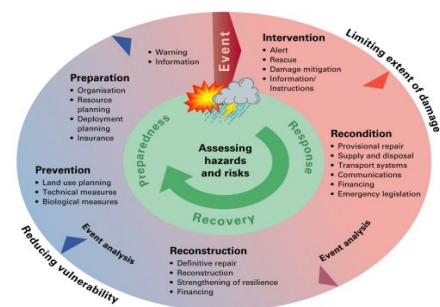 Event
• Warning
• Information
Intervention
• Alert
• Rescue
• Damage mitigation
• Information/
Instructions
Limiting extent of damage
Preparation
• Organisation
• Resource
planning
• Deployment
planning
• Insurance
Recondition
• Provisional repair
• Supply and disposal
• Transport systems
• Communications
• Financing
• Emergency legislation
Preparedness
Response
Recovery
Assessing
hazards
and risks
Prevention
• Land use planning
• Technical measures
• Biological measures
Event analysis
Event analysis
Reconstruction
• Definitive repair
• Reconstruction
• Strengthening of resilience
• Financing
Reducing vulnerability